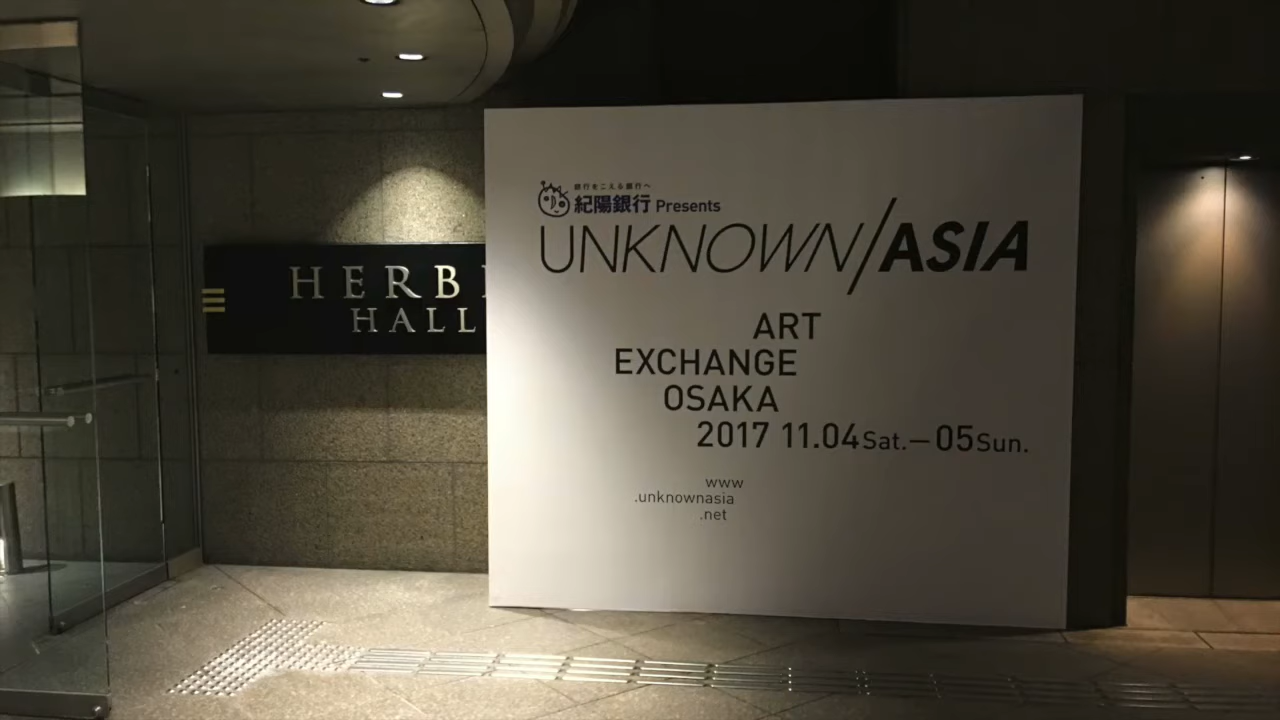 HERB
HALL
銀行をこえる銀行へ
紀陽銀行 Presents
UNKNOWN/ASIA
ART
EXCHANGE
OSAKA
2017 11.04 Sat.—05 Sun.
www
.unknownasia
.net